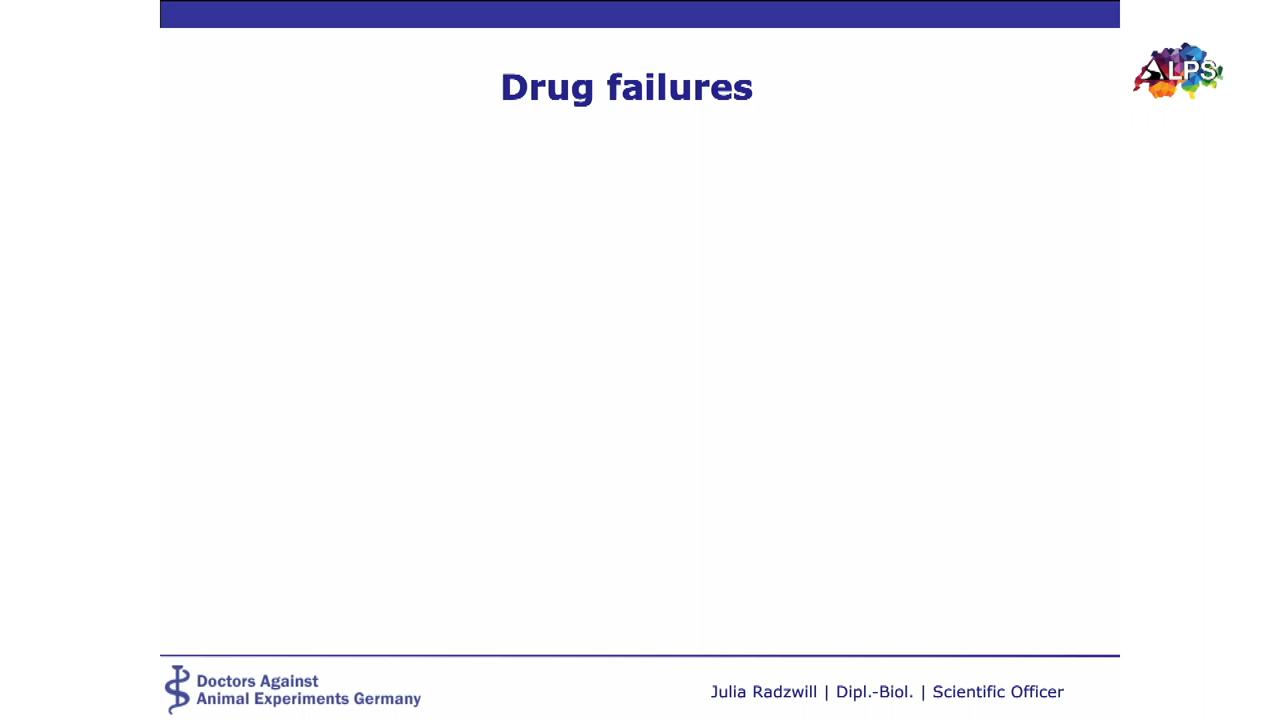 Drug failures
ALPS
Doctors Against
Animal Experiments Germany
Julia Radzwill | Dipl.-Biol. | Scientific Officer